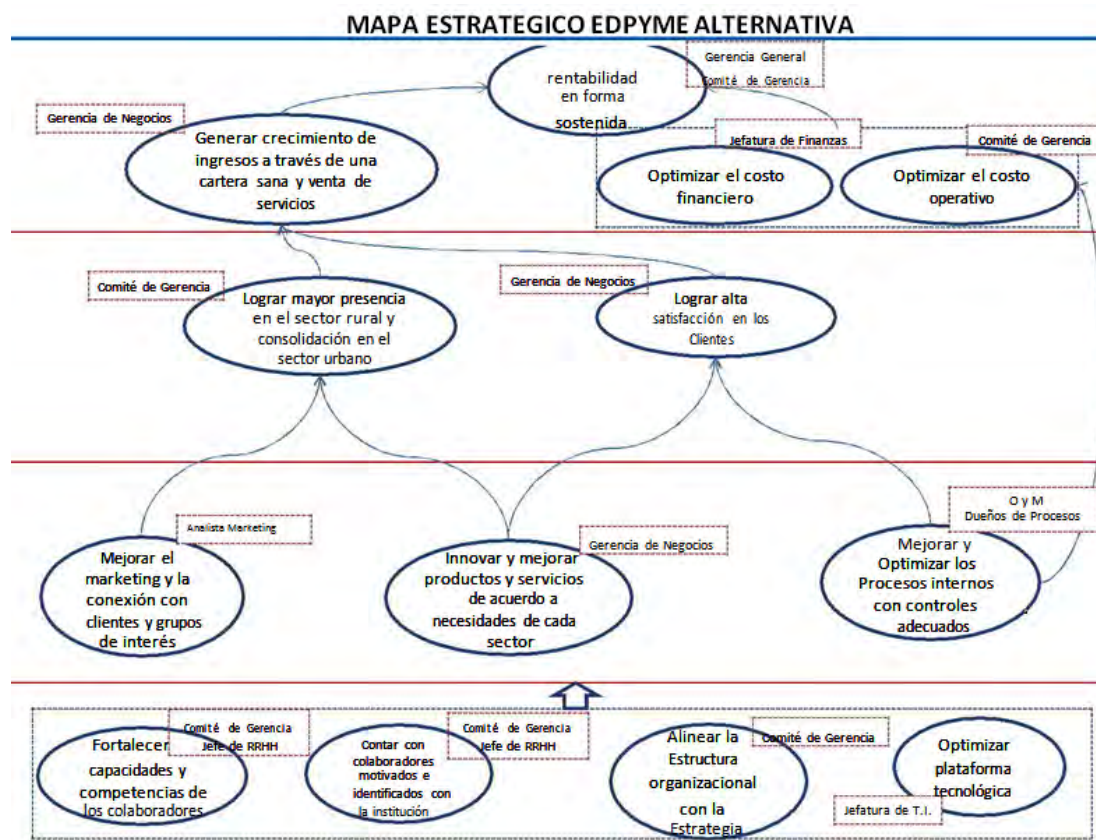 MAPA ESTRATEGICO EDPYME ALTERNATIVA
rentabilidad
en forma
sostenida
Gerencia General
Comité de Gerencia
Gerencia de Negocios
Generar crecimiento de
ingresos a través de una
cartera sana y venta de
servicios
Jefatura de Finanzas
Comité de Gerencia
Optimizar el costo
financiero
Optimizar el costo
operativo
Comité de Gerencia
Lograr mayor presencia
en el sector rural y
consolidación en el
sector urbano
Gerencia de Negocios
Lograr alta
satisfacción en los
Clientes
Analista Marketing
Mejorar el
marketing y la
conexión con
clientes y grupos
de interés
Gerencia de Negocios
Innovar y mejorar
productos y servicios
de acuerdo a
necesidades de cada
sector
O y M
Dueños de Procesos
Mejorar y
Optimizar los
Procesos internos
con controles
adecuados
Comité de Gerencia
Jefe de RRHH
Fortalecer
capacidades y
competencias de
los colaboradores
Comité de Gerencia
Jefe de RRHH
Contar con
colaboradores
motivados e
identificados con
la institución
Comité de Gerencia
Alinear la
Estructura
organizacional
con la
Estrategia
Optimizar
plataforma
tecnológica
Jefatura de T.I.